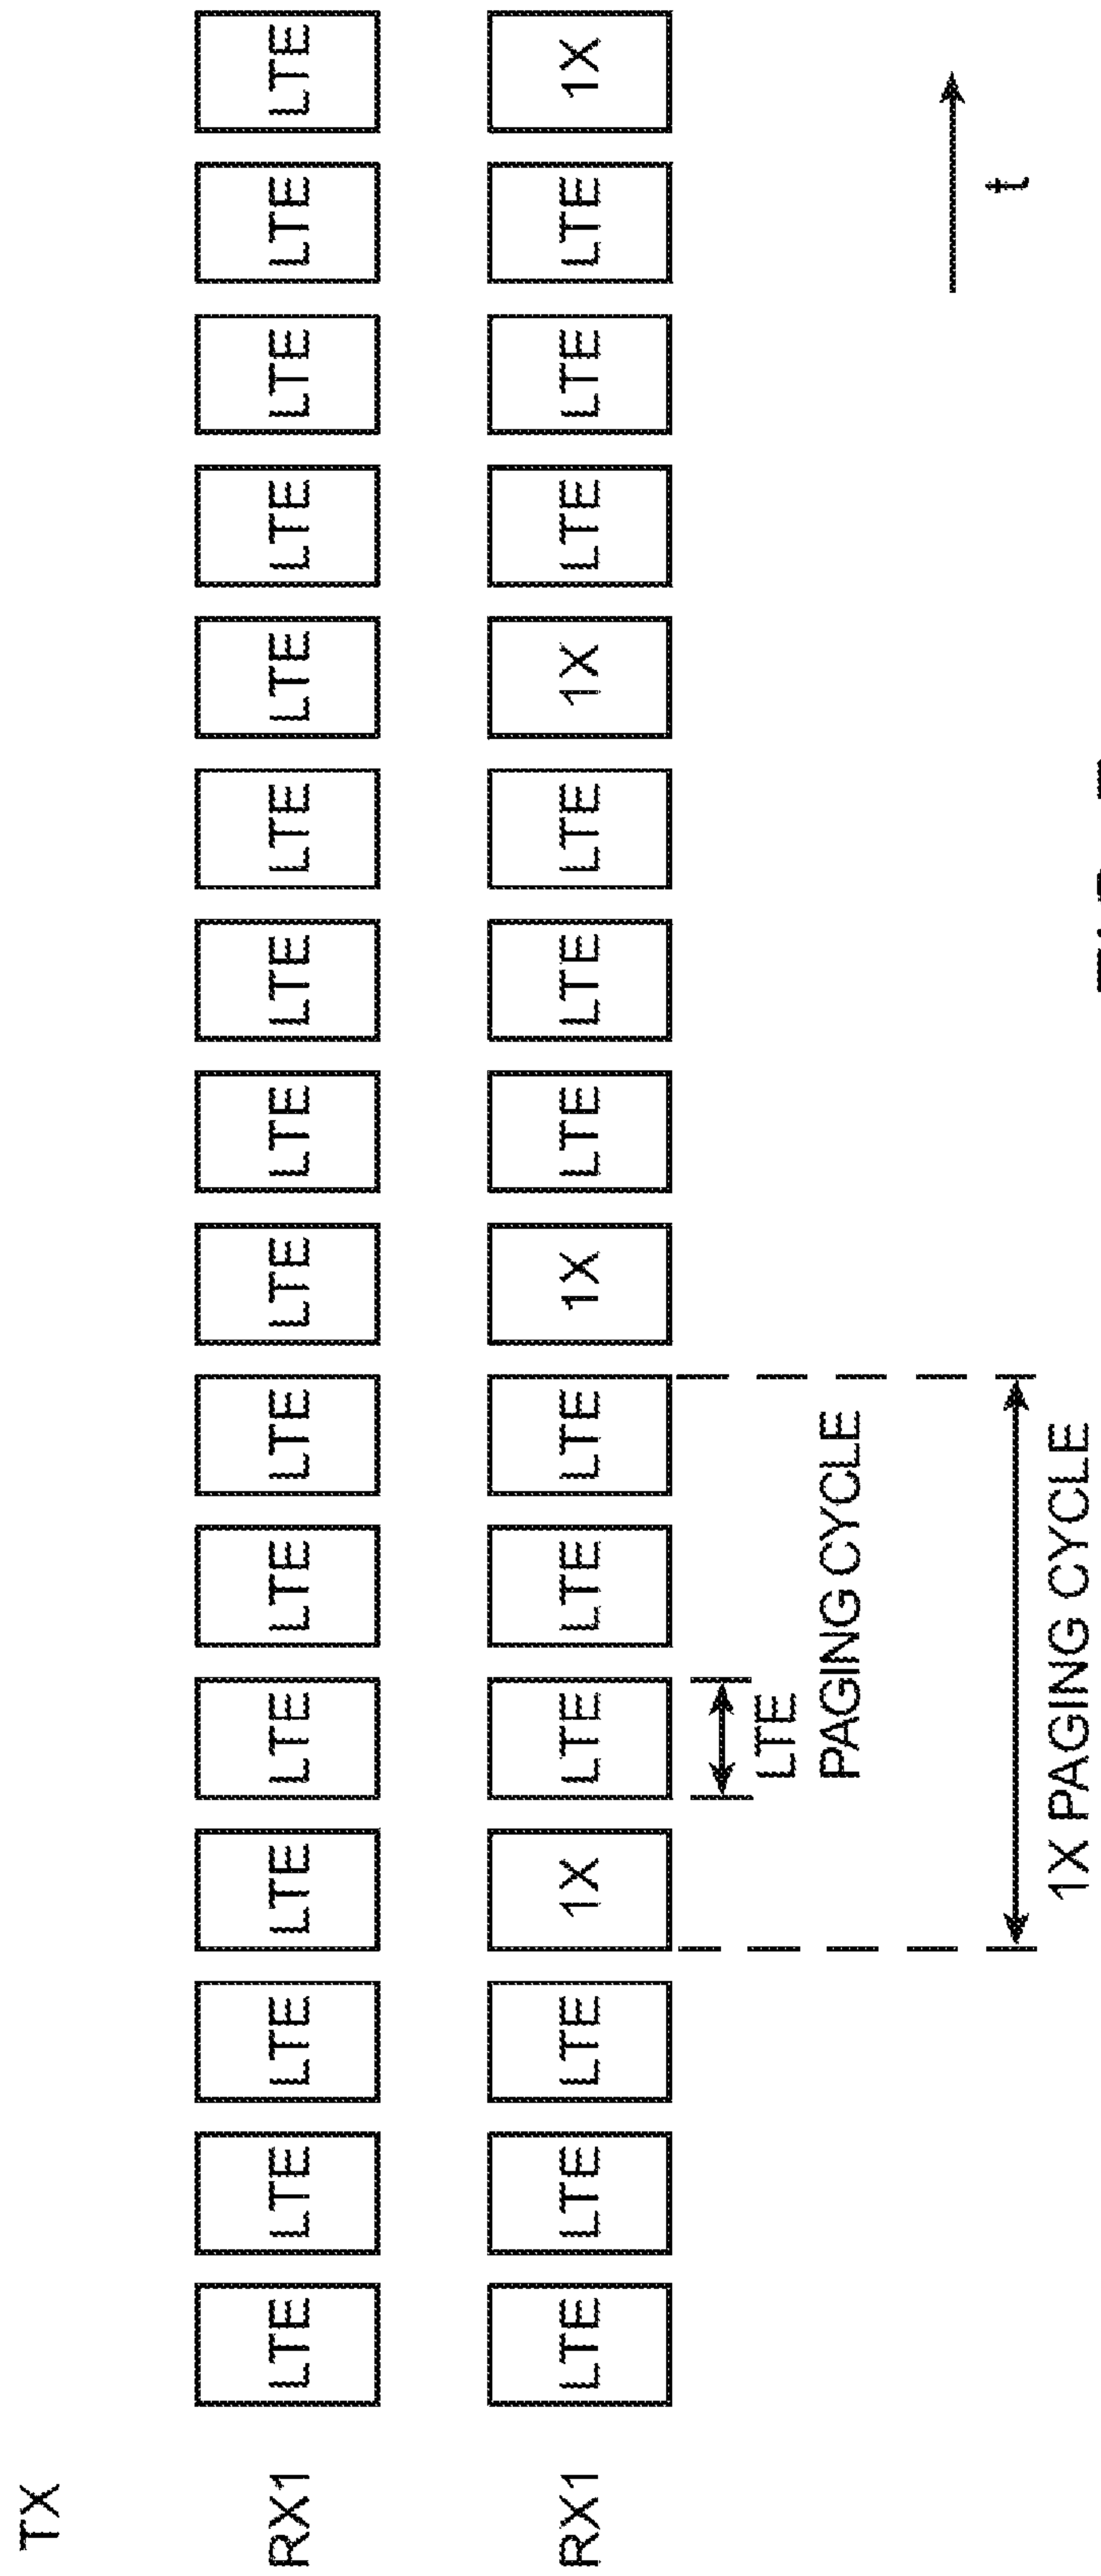 TX
RX1 LTE LTE LTE LTE LTE LTE LTE LTE LTE LTE LTE LTE LTE LTE LTE LTE
RX1 LTE LTE LTE 1X LTE LTE LTE 1X LTE LTE LTE 1X LTE LTE LTE 1X
LTE
PAGING CYCLE
t
1X PAGING CYCLE